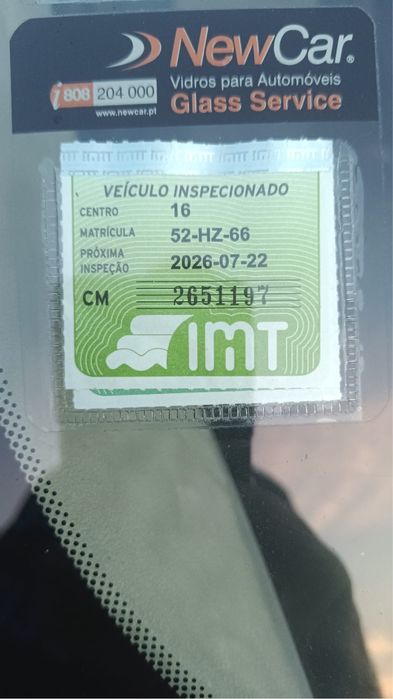 NewCar®
Vidros para Automóveis
Glass Service
i 808 204 000
www.newcar.pt
VEÍCULO INSPECIONADO
CENTRO 16
MATRÍCULA 52-HZ-66
PRÓXIMA INSPEÇÃO 2026-07-22
CM 2651197
IMT